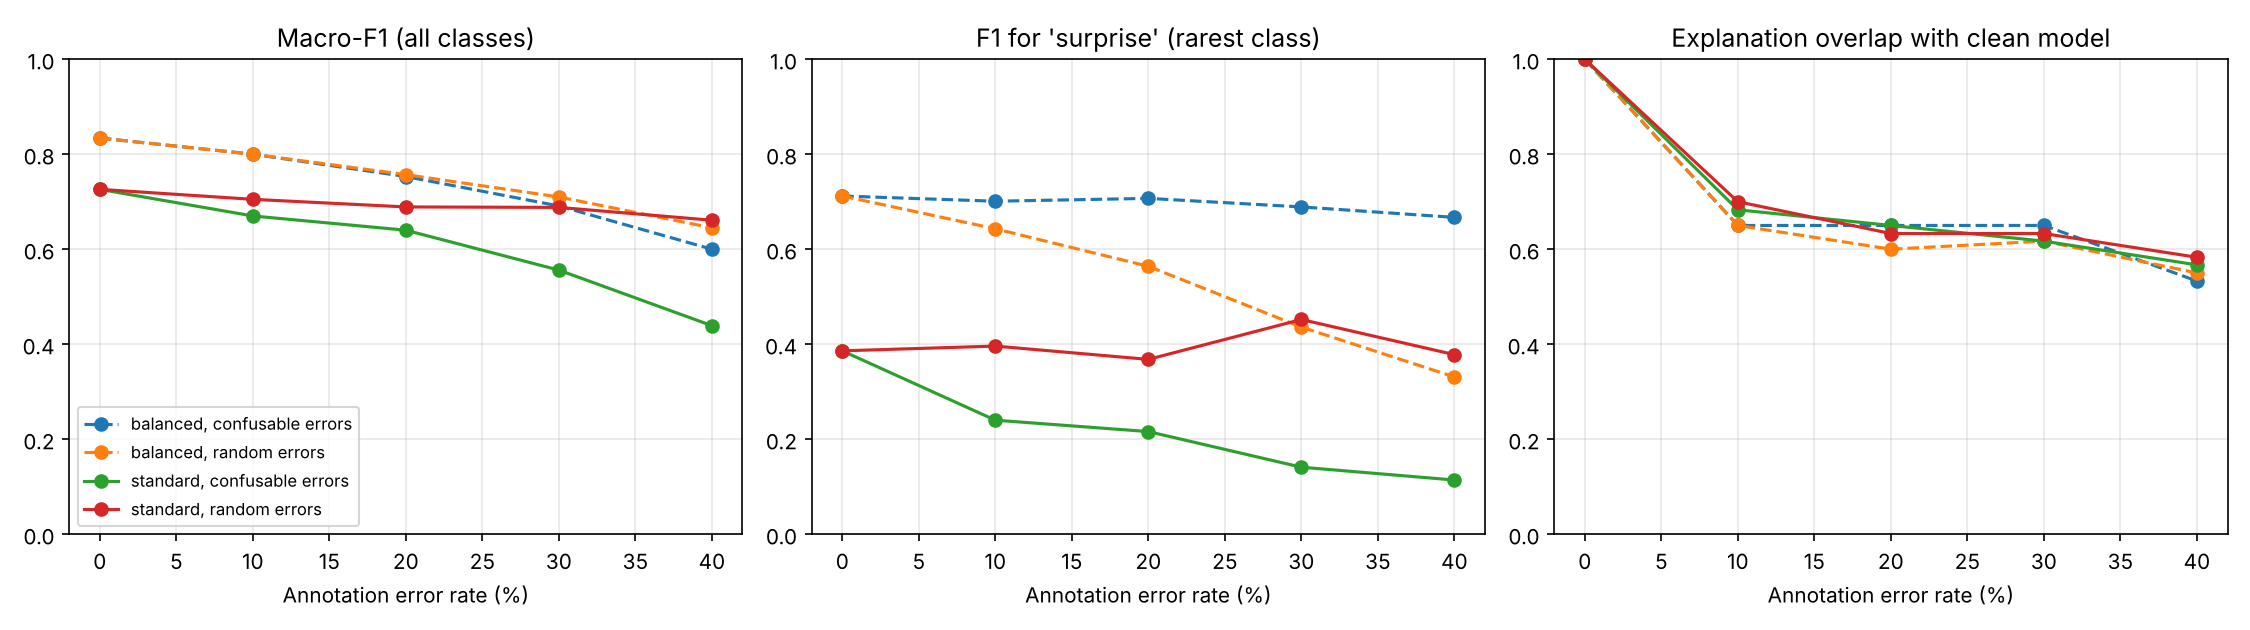 Macro-F1 (all classes)
1.0
0.8
0.6
0.4
0.2
0.0
balanced, confusable errors
balanced, random errors
standard, confusable errors
standard, random errors
0 5 10 15 20 25 30 35 40
Annotation error rate (%)
F1 for 'surprise' (rarest class)
1.0
0.8
0.6
0.4
0.2
0.0
0 5 10 15 20 25 30 35 40
Annotation error rate (%)
Explanation overlap with clean model
1.0
0.8
0.6
0.4
0.2
0.0
0 5 10 15 20 25 30 35 40
Annotation error rate (%)